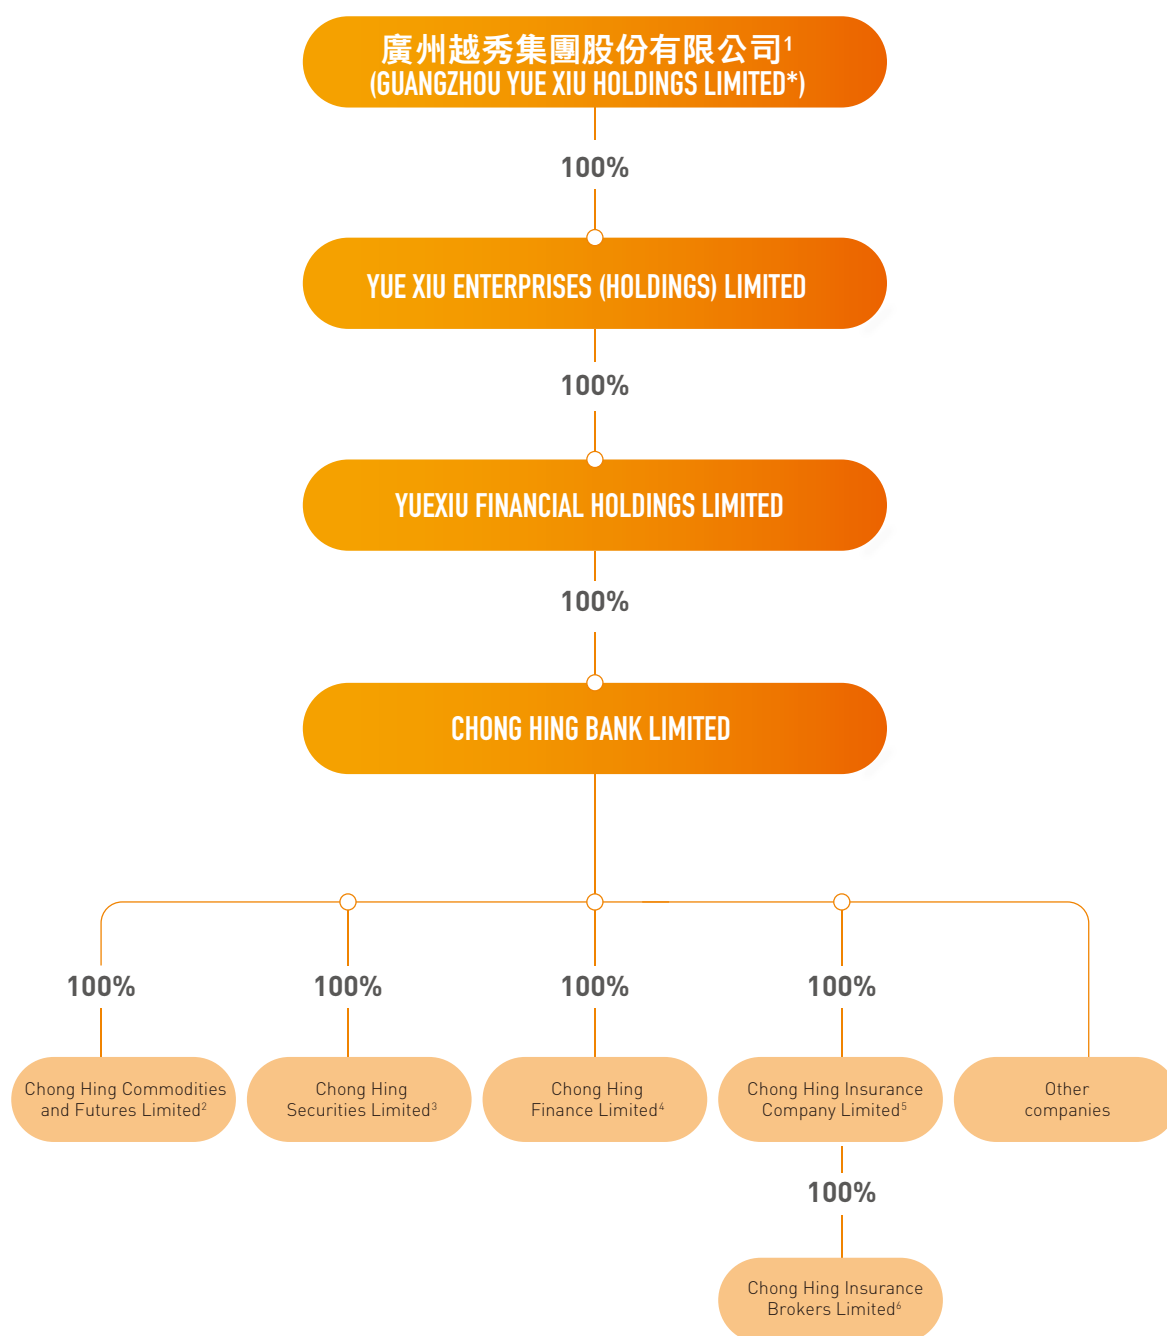 廣州越秀集團股份有限公司1
(GUANGZHOU YUE XIU HOLDINGS LIMITED*)
100%
YUE XIU ENTERPRISES (HOLDINGS) LIMITED
100%
YUEXIU FINANCIAL HOLDINGS LIMITED
100%
CHONG HING BANK LIMITED
100%
100%
100%
100%
Chong Hing Commodities
and Futures Limited2
Chong Hing
Securities Limited3
Chong Hing
Finance Limited4
Chong Hing Insurance
Company Limited5
Other
companies
100%
Chong Hing Insurance
Brokers Limited6